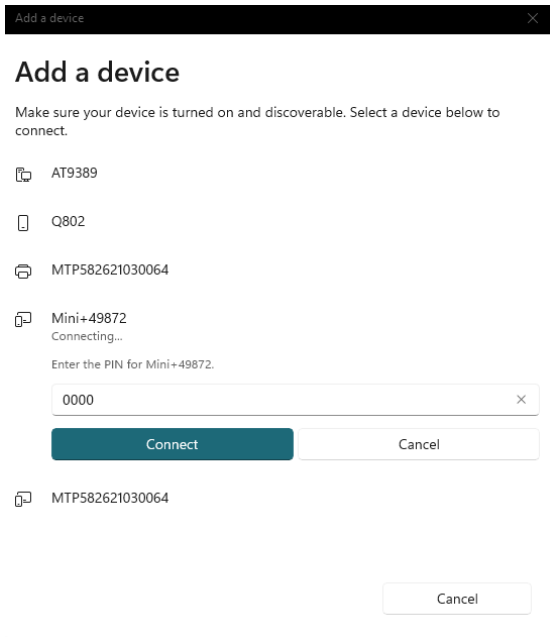 Add a device
Add a device
Make sure your device is turned on and discoverable. Select a device below to
connect.
AT9389
Q802
MTP582621030064
Mini+49872
Connecting...
Enter the PIN for Mini+49872.
0000
Connect
Cancel
MTP582621030064
Cancel